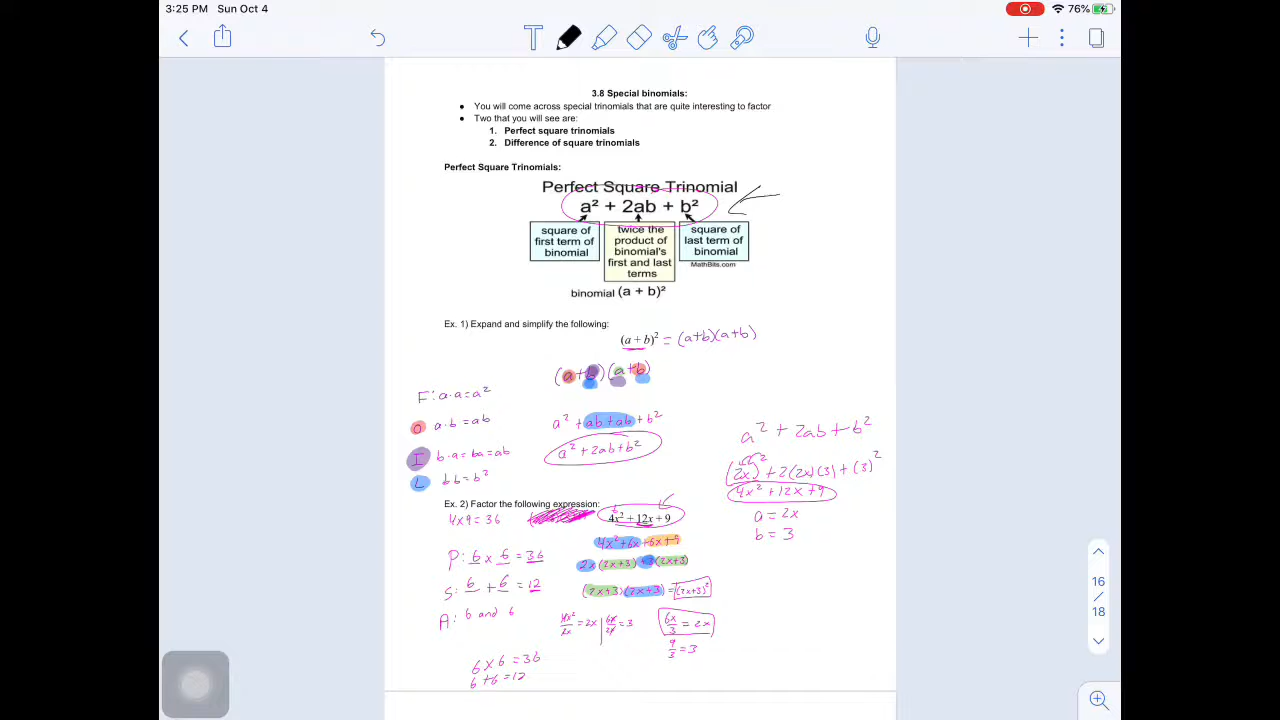 3:25 PM Sun Oct 4
76%
T
3.8 Special binomials:
● You will come across special trinomials that are quite interesting to factor
● Two that you will see are:
1. Perfect square trinomials
2. Difference of square trinomials
Perfect Square Trinomials:
Perfect Square Trinomial
a² + 2ab + b²
square of first term of binomial
twice the product of binomial's first and last terms
square of last term of binomial
MathBits.com
binomial (a + b)²
Ex. 1) Expand and simplify the following:
(a + b)² = (a+b)(a+b)
(a+b)(a+b)
F: a·a = a²
O a·b = ab
I b·a = ba = ab
L b·b = b²
a² + ab + ab + b²
a² + 2ab + b²
a² + 2ab + b²
(2x)² + 2(2x)(3) + (3)²
4x² + 12x + 9
a = 2x
b = 3
Ex. 2) Factor the following expression:
4x² + 12x + 9
4x9 = 36
4x² + 6x + 6x + 9
P: 6 x 6 = 36
2x(2x+3) + 3(2x+3)
S: 6 + 6 = 12
(2x+3)(2x+3) = (2x+3)²
A: 6 and 6
4x²/2x = 2x | 6x/2x = 3
6x/3 = 2x
9/3 = 3
6 x 6 = 36
6 + 6 = 12
16
/
18